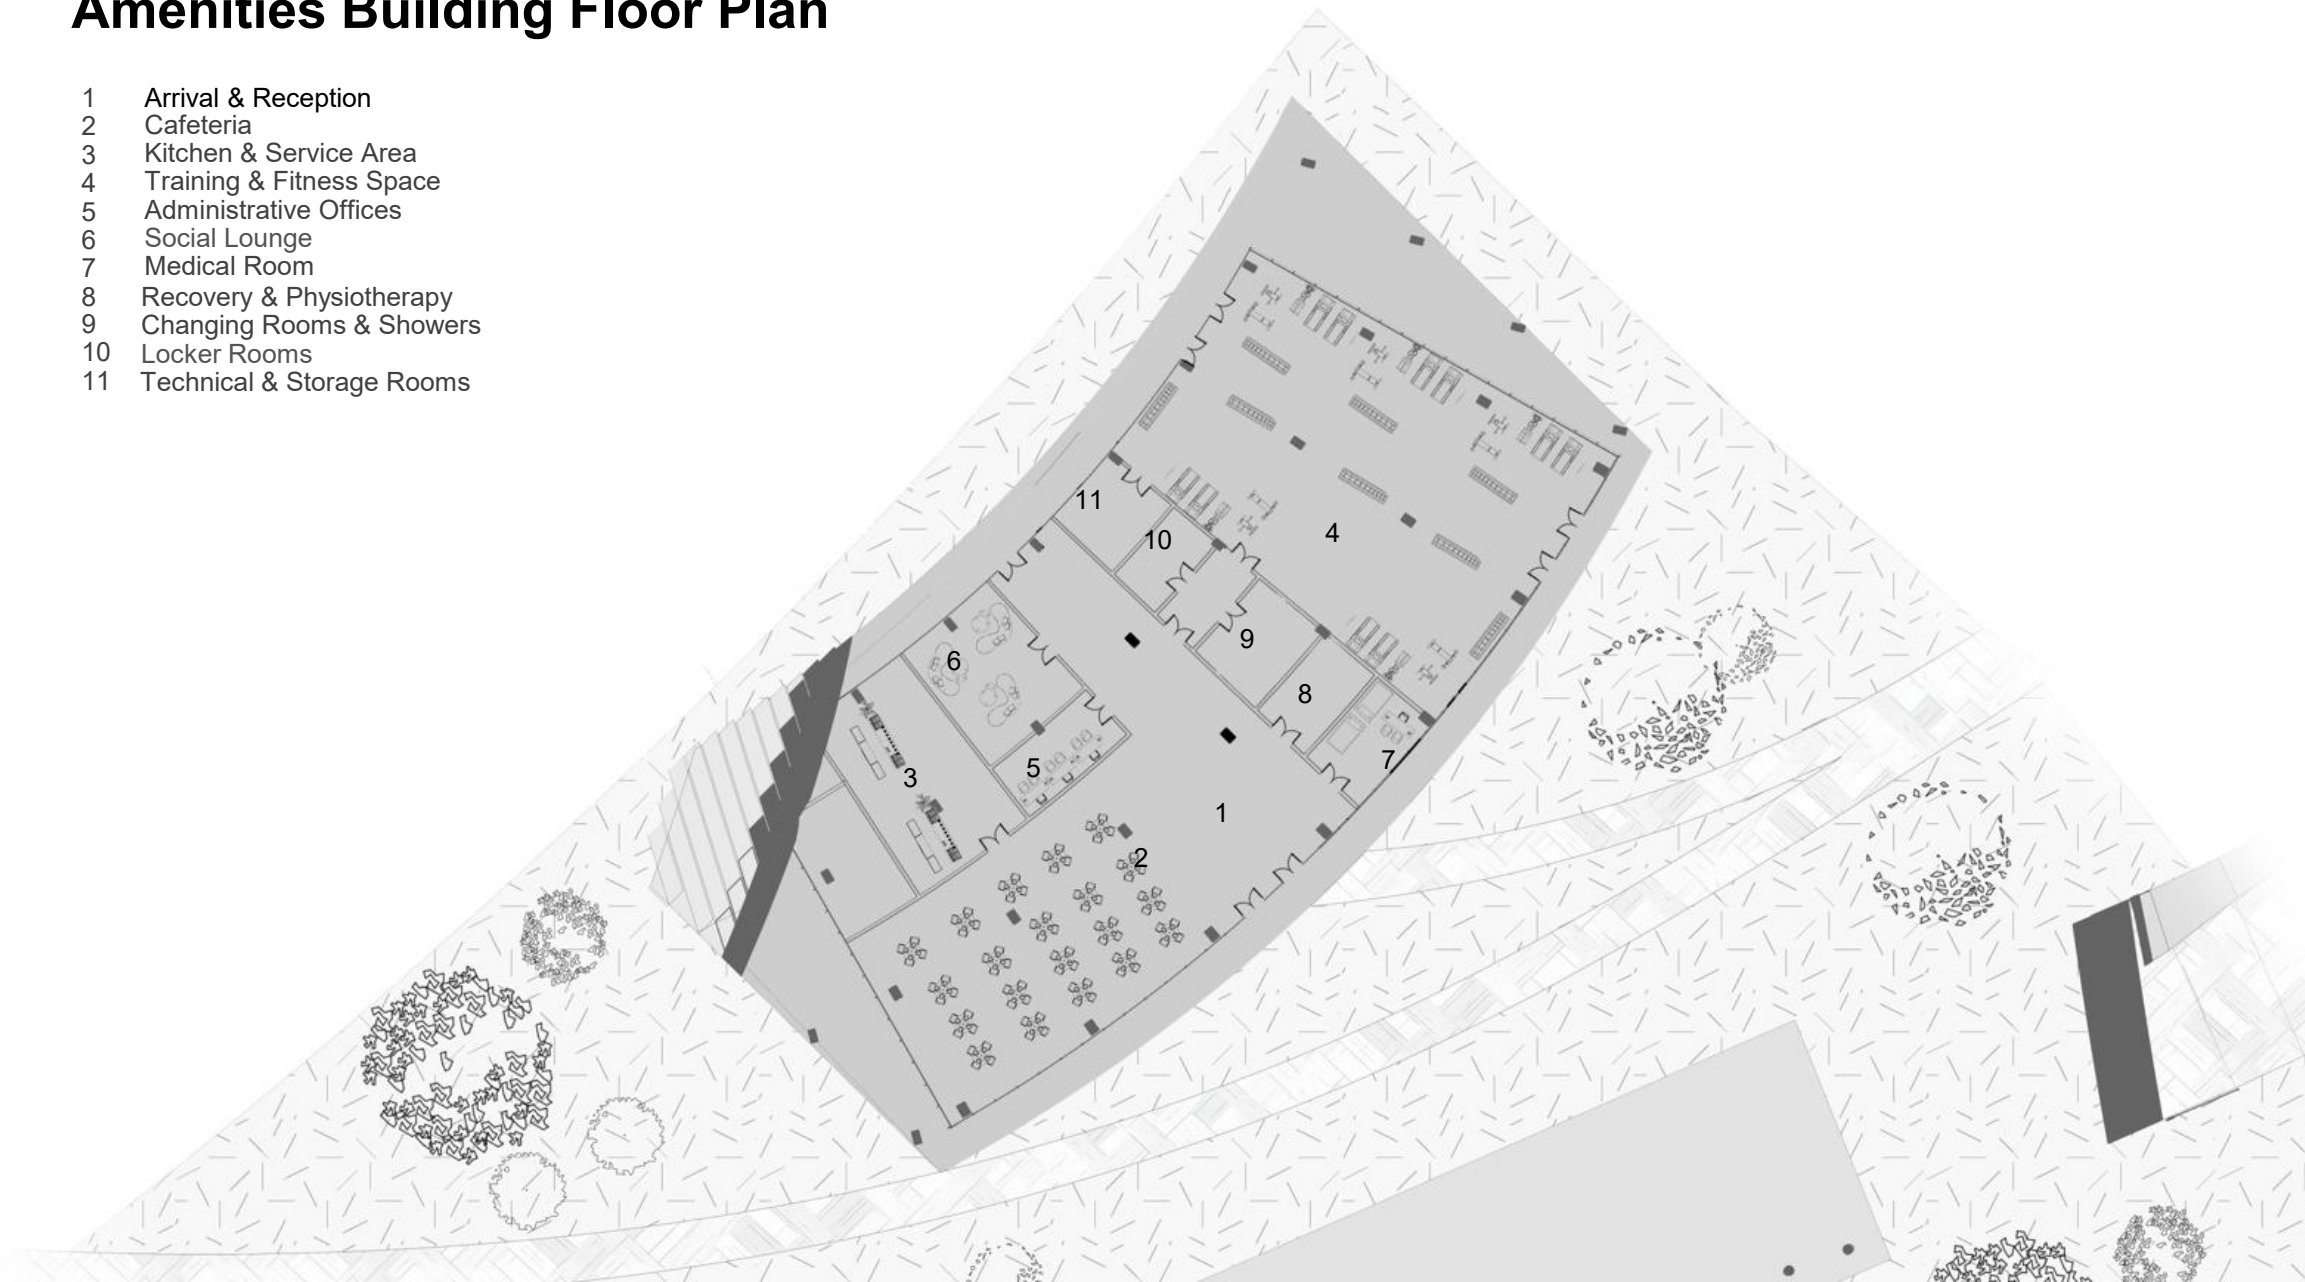 Amenities Building Floor Plan
1 Arrival & Reception
2 Cafeteria
3 Kitchen & Service Area
4 Training & Fitness Space
5 Administrative Offices
6 Social Lounge
7 Medical Room
8 Recovery & Physiotherapy
9 Changing Rooms & Showers
10 Locker Rooms
11 Technical & Storage Rooms
11
4
10
9
6
8
7
5
3
1
2